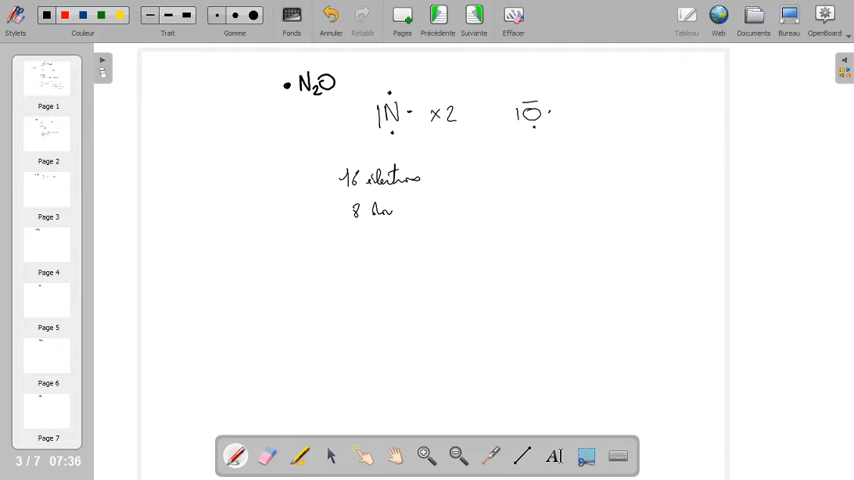 Stylets
Couleur
Trait
Gomme
Fonds
Annuler
Rétablir
Pages
Précédente
Suivante
Effacer
Tableau
Web
Documents
Bureau
OpenBoard
Page 1
Page 2
Page 3
Page 4
Page 5
Page 6
Page 7
3 / 7 07:36
• N₂O
|N · × 2
|O ·
16 électrons
8
AI